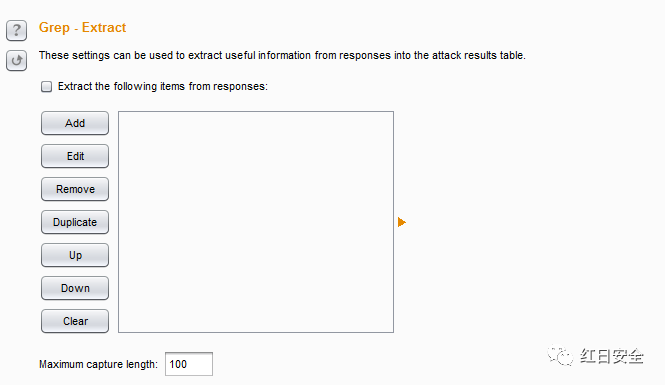 ?
Grep - Extract
These settings can be used to extract useful information from responses into the attack results table.
Extract the following items from responses:
Add
Edit
Remove
Duplicate
Up
Down
Clear
Maximum capture length: 100
红日安全